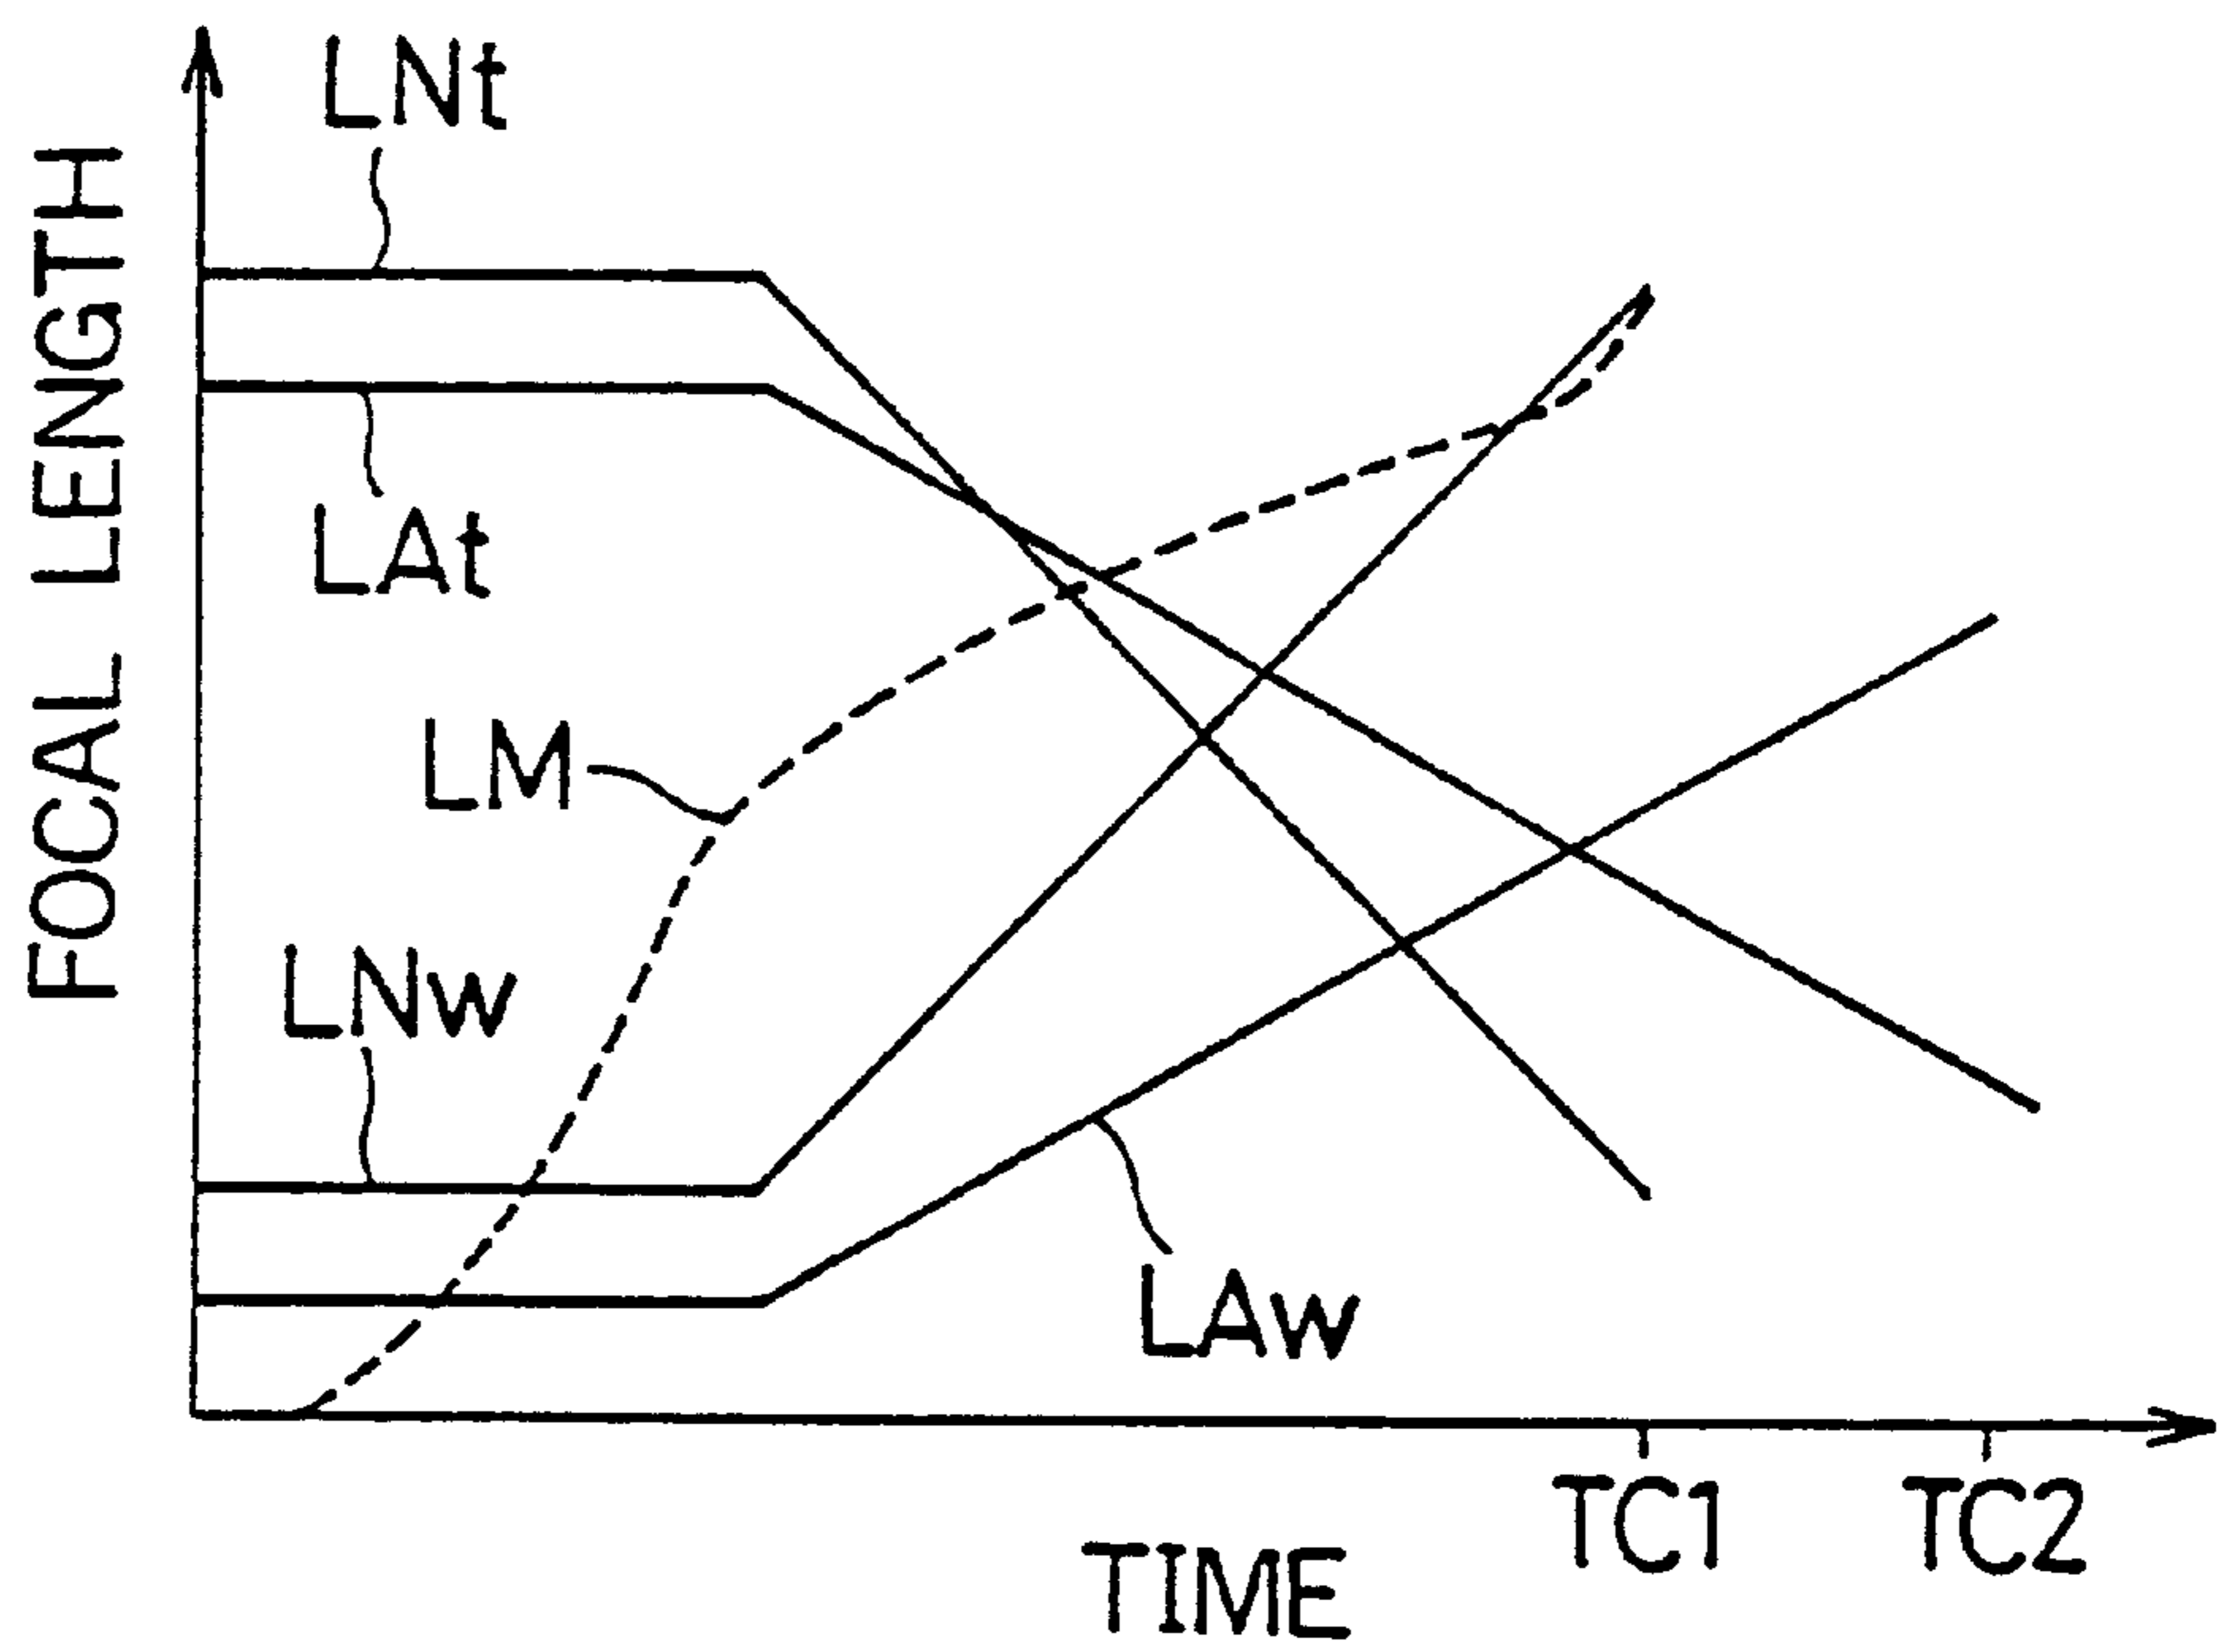 FOCAL LENGTH
LNt
LAt
LM
LNw
LAw
TC1
TC2
TIME